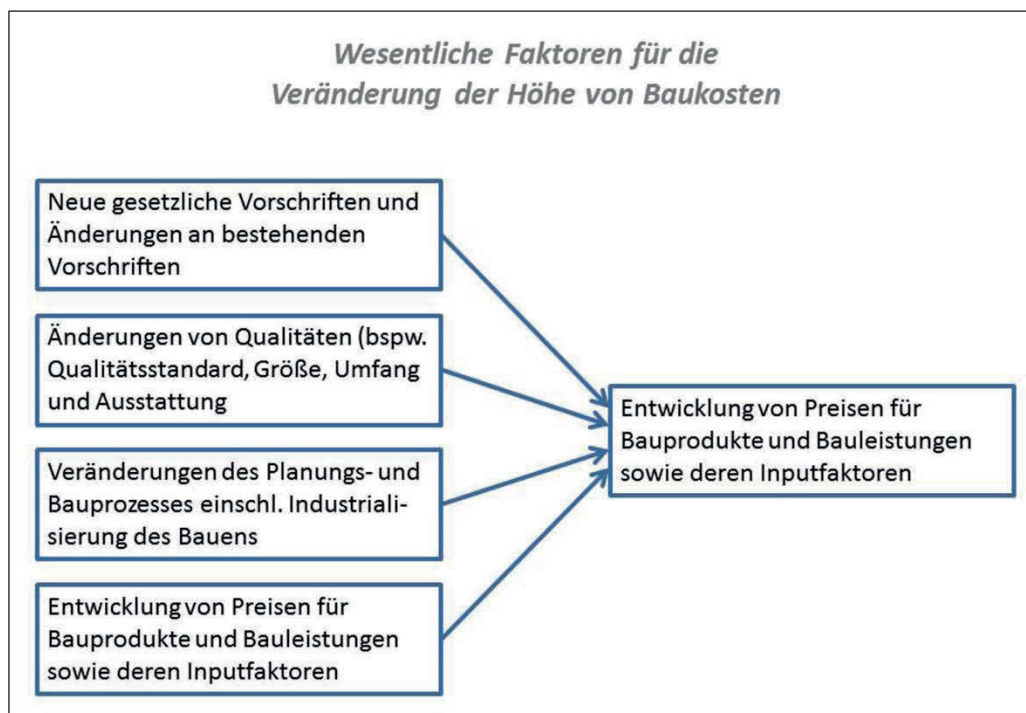 Wesentliche Faktoren für die
Veränderung der Höhe von Baukosten
Neue gesetzliche Vorschriften und
Änderungen an bestehenden
Vorschriften
Änderungen von Qualitäten (bspw.
Qualitätsstandard, Größe, Umfang
und Ausstattung
Veränderungen des Planungs- und
Bauprozesses einschl. Industriali-
sierung des Bauens
Entwicklung von Preisen für
Bauprodukte und Bauleistungen
sowie deren Inputfaktoren
Entwicklung von Preisen für
Bauprodukte und Bauleistungen
sowie deren Inputfaktoren